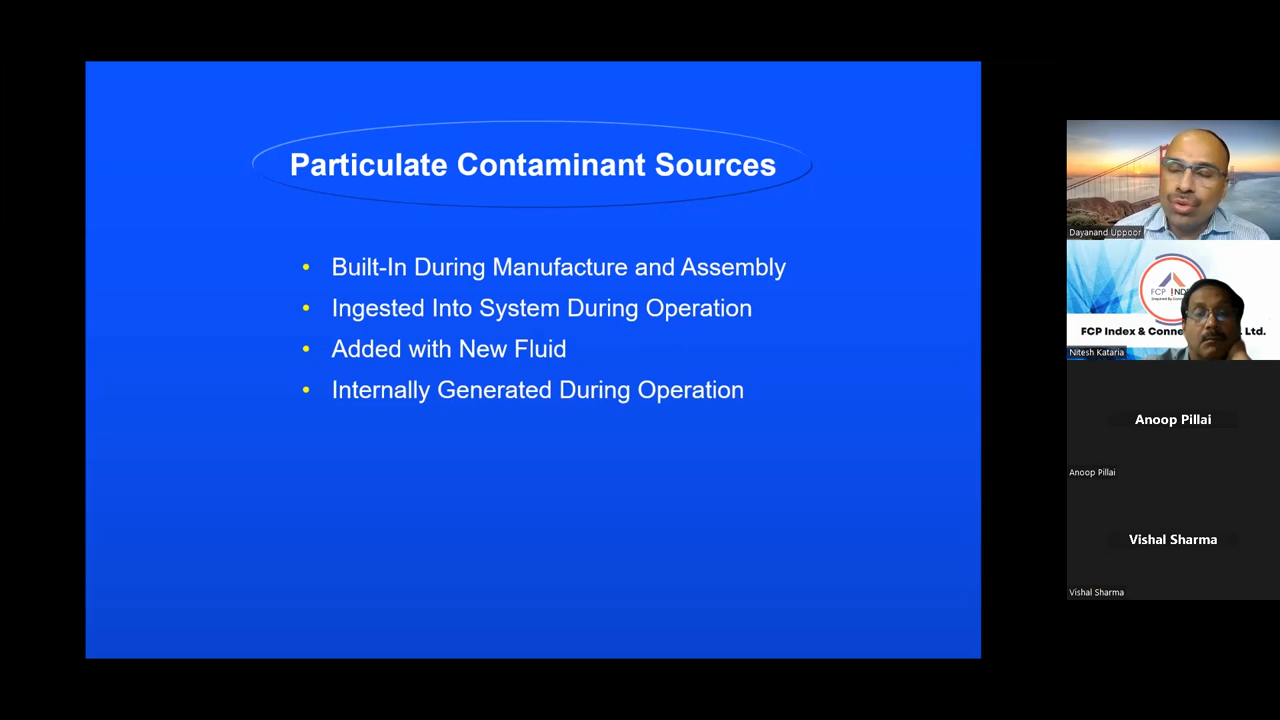 Particulate Contaminant Sources
• Built-In During Manufacture and Assembly
• Ingested Into System During Operation
• Added with New Fluid
• Internally Generated During Operation
Dayanand Uppoor
FCP INDE
FCP Index & Conne
. Ltd.
Nitesh Kataria
Anoop Pillai
Anoop Pillai
Vishal Sharma
Vishal Sharma